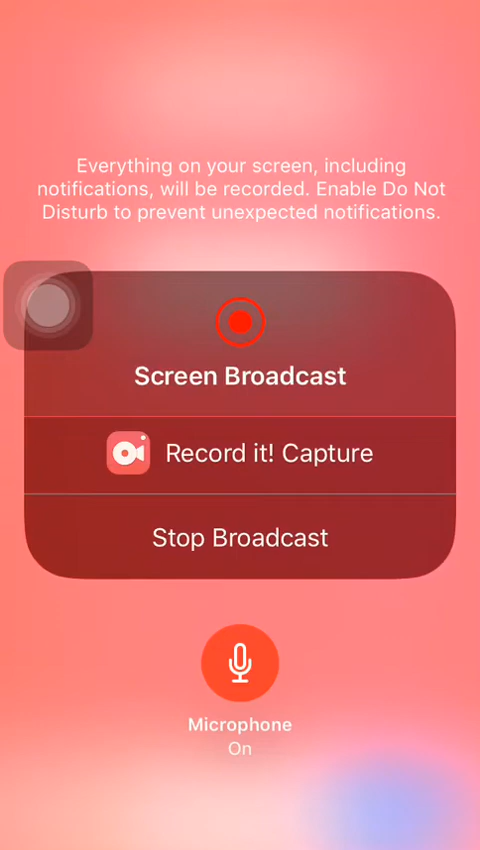 Everything on your screen, including
notifications, will be recorded. Enable Do Not
Disturb to prevent unexpected notifications.
Screen Broadcast
Record it! Capture
Stop Broadcast
Microphone
On